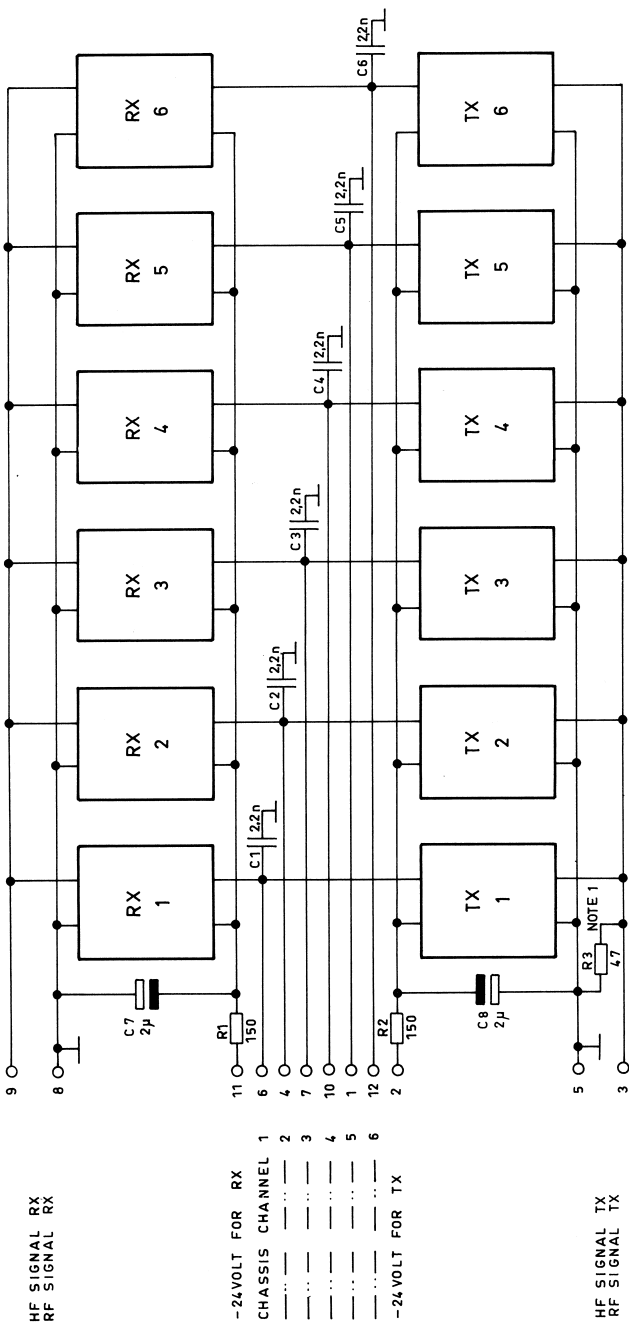 HF SIGNAL RX
RF SIGNAL RX
9
8
-24VOLT FOR RX
11
CHASSIS CHANNEL 1
6
—··— —··— 2
4
—··— —··— 3
7
—··— —··— 4
10
—··— —··— 5
1
—··— —··— 6
12
-24VOLT FOR TX
2
5
HF SIGNAL TX
RF SIGNAL TX
3
C7
2µ
R1
150
R2
150
C8
2µ
R3
47
NOTE 1
RX
1
RX
2
RX
3
RX
4
RX
5
RX
6
C1 2,2n
C2 2,2n
C3 2,2n
C4 2,2n
C5 2,2n
C6 2,2n
TX
1
TX
2
TX
3
TX
4
TX
5
TX
6